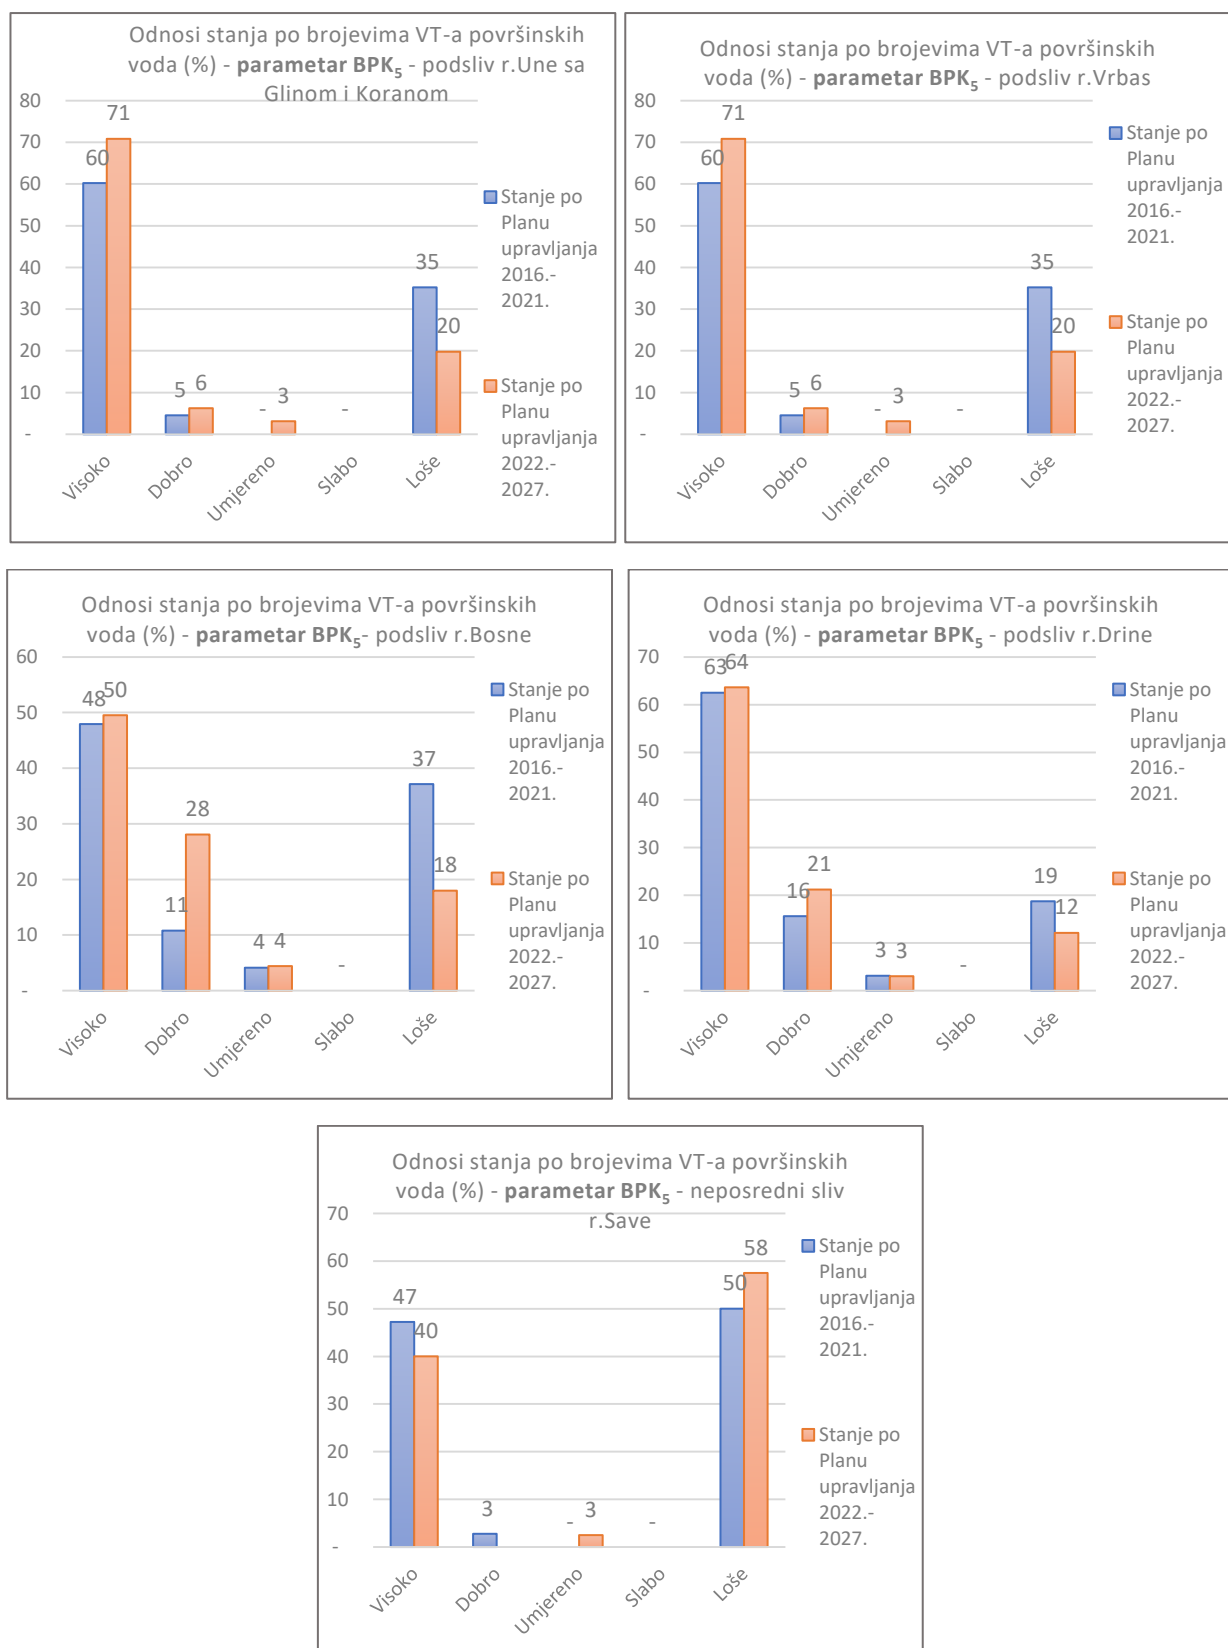 Odnosi stanja po brojevima VT-a površinskih
voda (%) - parametar BPK5 - podsliv r.Une sa
Glinom i Koranom
80
70
60
50
40
30
20
10
-
60
71
5
6
-
3
-
35
20
Visoko
Dobro
Umjereno
Slabo
Loše
Stanje po
Planu
upravljanja
2016.-
2021.
Stanje po
Planu
upravljanja
2022.-
2027.
Odnosi stanja po brojevima VT-a površinskih
voda (%) - parametar BPK5 - podsliv r.Vrbas
80
70
60
50
40
30
20
10
-
60
71
5
6
-
3
-
35
20
Visoko
Dobro
Umjereno
Slabo
Loše
Stanje po
Planu
upravljanja
2016.-
2021.
Stanje po
Planu
upravljanja
2022.-
2027.
Odnosi stanja po brojevima VT-a površinskih
voda (%) - parametar BPK5- podsliv r.Bosne
60
50
40
30
20
10
-
48
50
11
28
4
4
-
37
18
Visoko
Dobro
Umjereno
Slabo
Loše
Stanje po
Planu
upravljanja
2016.-
2021.
Stanje po
Planu
upravljanja
2022.-
2027.
Odnosi stanja po brojevima VT-a površinskih
voda (%) - parametar BPK5 - podsliv r.Drine
70
60
50
40
30
20
10
-
63
64
16
21
3
3
-
19
12
Visoko
Dobro
Umjereno
Slabo
Loše
Stanje po
Planu
upravljanja
2016.-
2021.
Stanje po
Planu
upravljanja
2022.-
2027.
Odnosi stanja po brojevima VT-a površinskih
voda (%) - parametar BPK5 - neposredni sliv
r.Save
70
60
50
40
30
20
10
-
47
40
3
-
3
-
50
58
Visoko
Dobro
Umjereno
Slabo
Loše
Stanje po
Planu
upravljanja
2016.-
2021.
Stanje po
Planu
upravljanja
2022.-
2027.